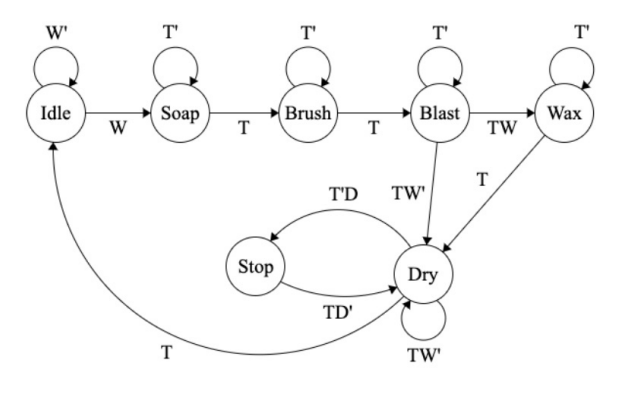 W' T' T' T' T'
Idle Soap Brush Blast Wax
W T T TW
TW' T
T'D
Stop Dry
TD'
T TW'